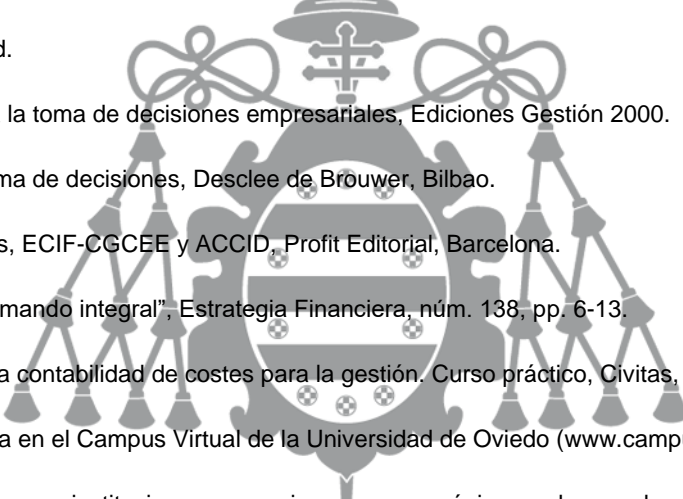 d.
la toma de decisiones empresariales, Ediciones Gestión 2000.
ma de decisiones, Desclee de Brouwer, Bilbao.
s, ECIF-CGCEE y ACCID, Profit Editorial, Barcelona.
mando integral”, Estrategia Financiera, núm. 138, pp. 6-13.
a contabilidad de costes para la gestión. Curso práctico, Civitas,
a en el Campus Virtual de la Universidad de Oviedo (www.campu